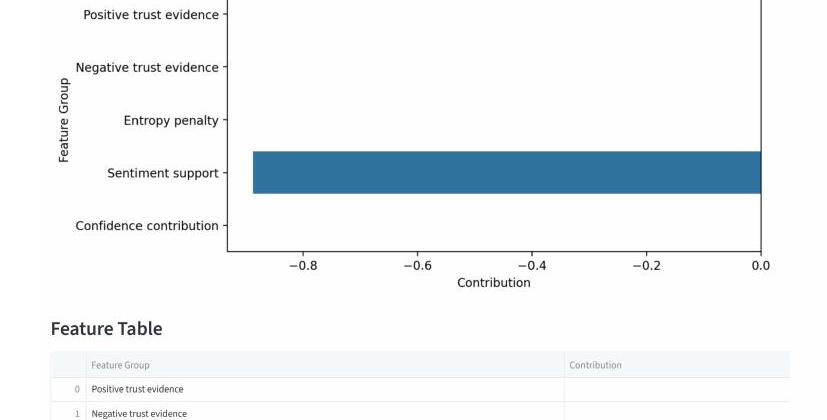 Positive trust evidence
Negative trust evidence
Entropy penalty
Sentiment support
Confidence contribution
Feature Group
−0.8 −0.6 −0.4 −0.2 0.0
Contribution
Feature Table
Feature Group Contribution
0 Positive trust evidence
1 Negative trust evidence